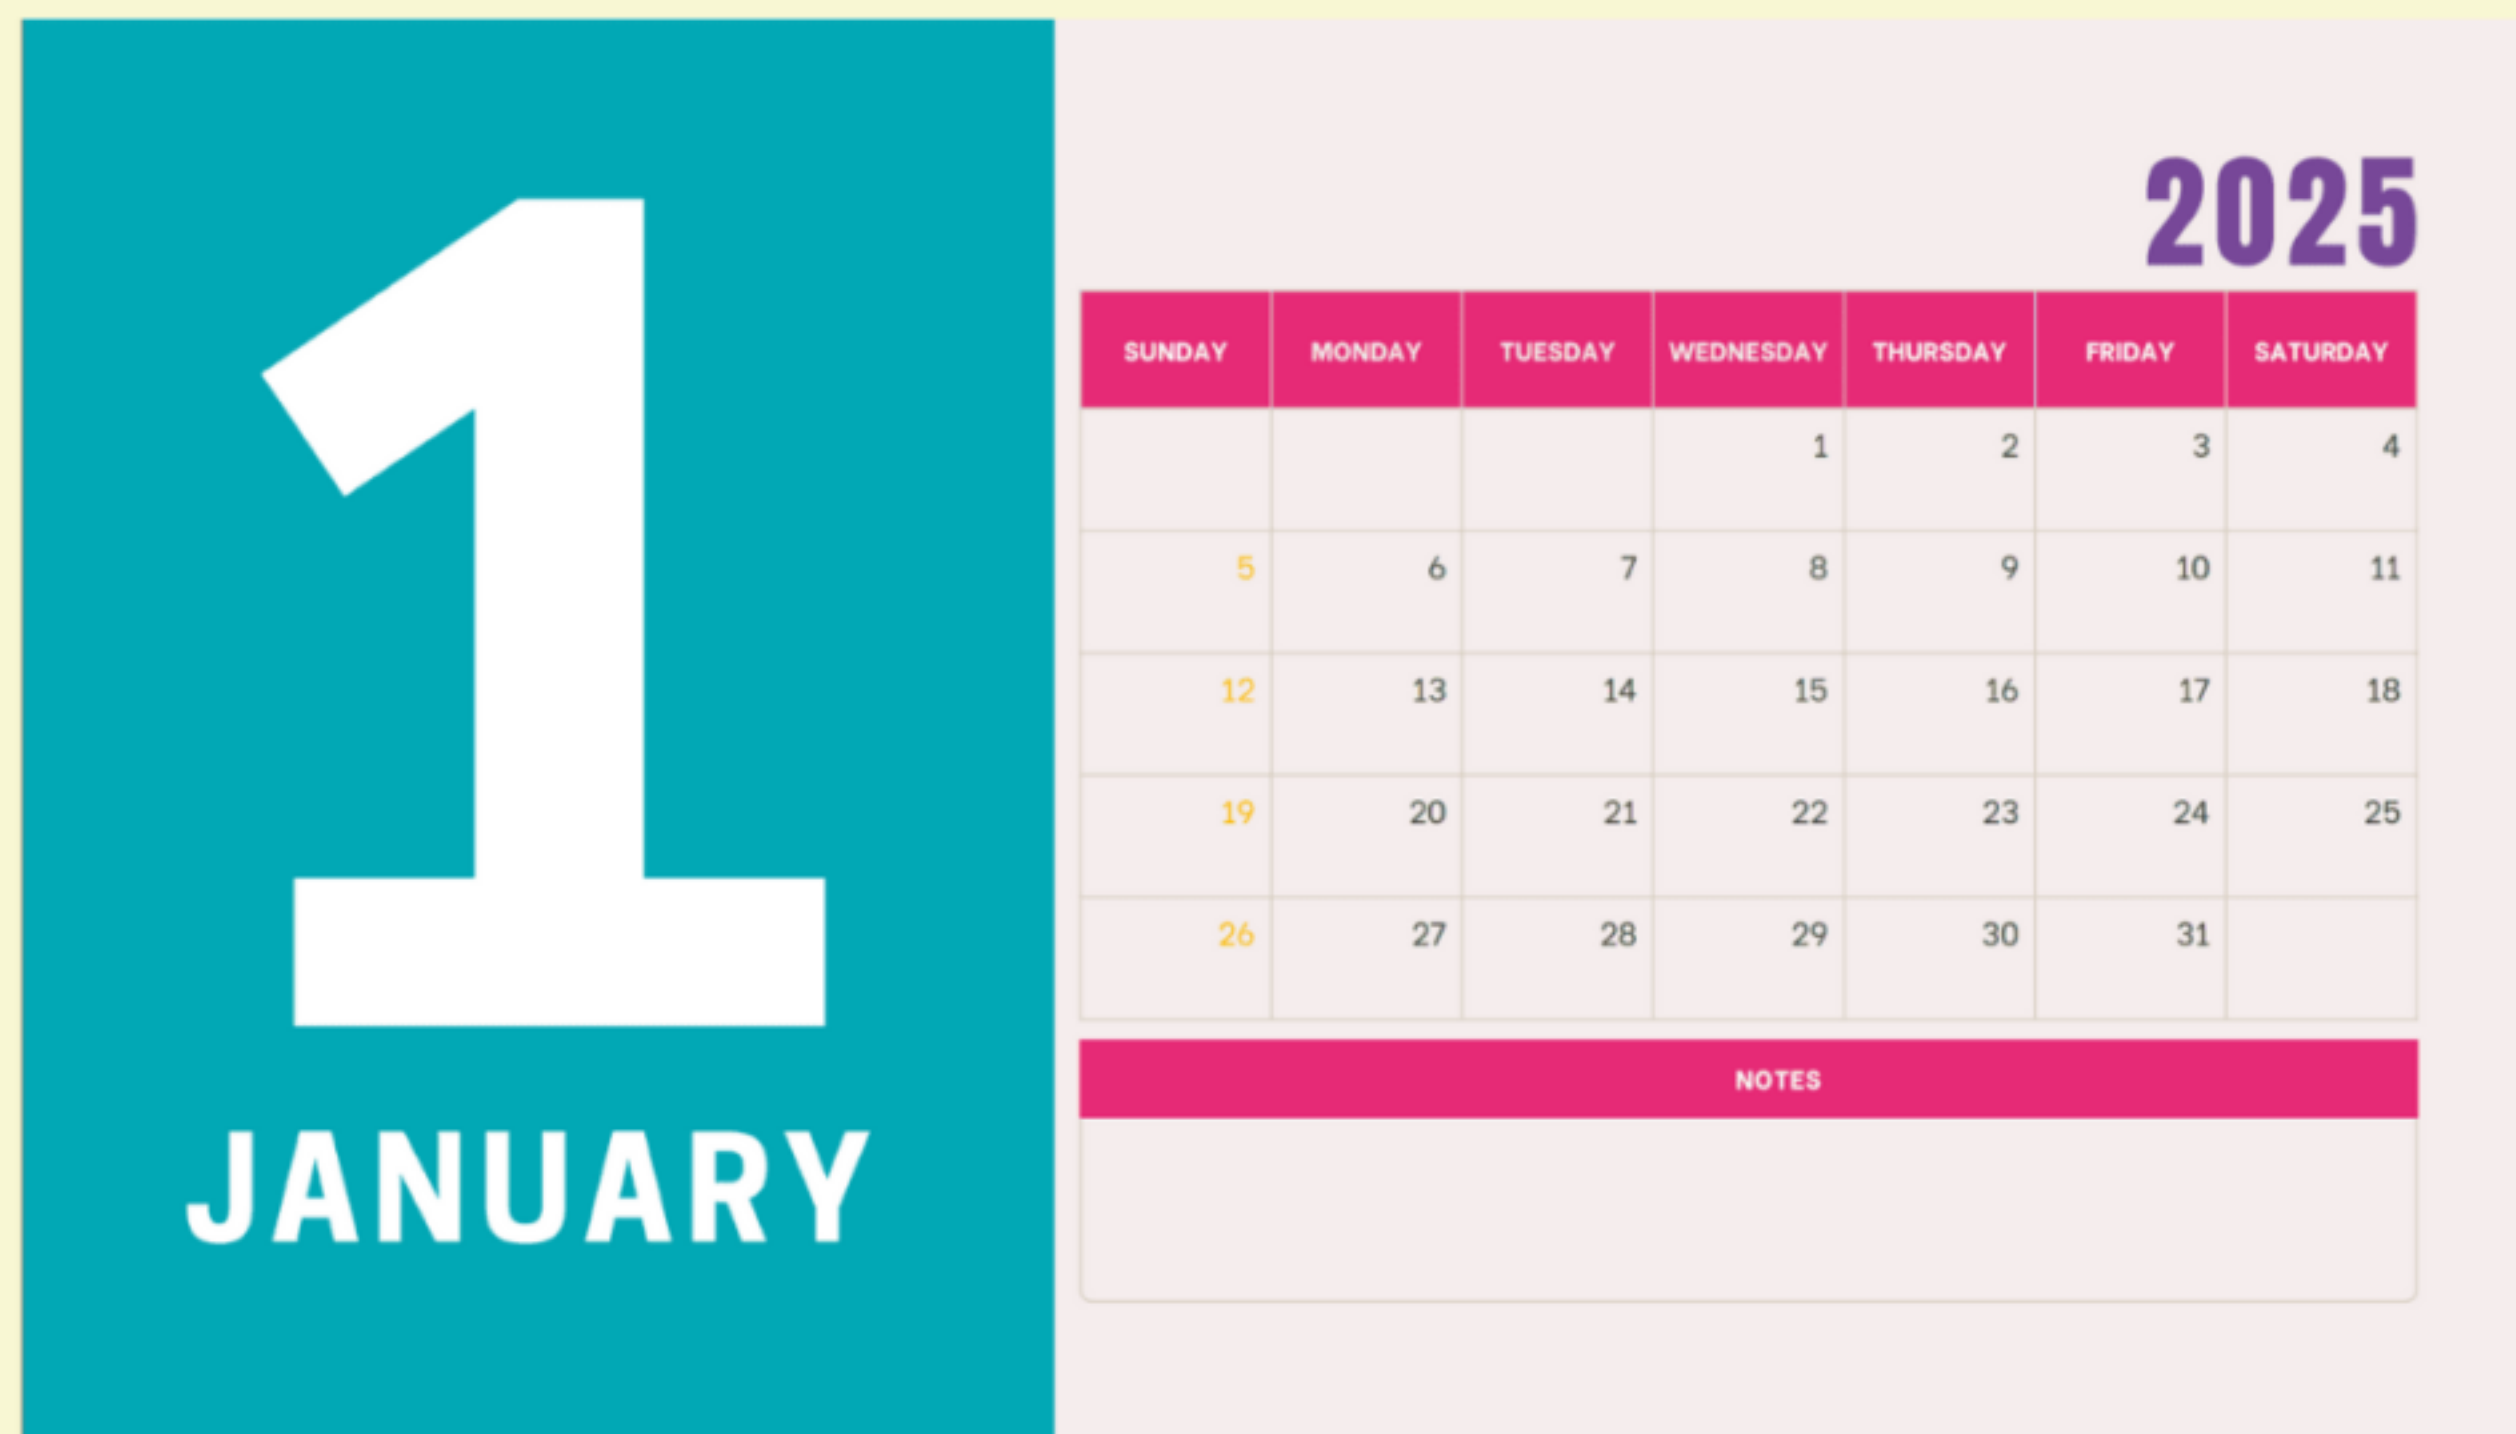 1
JANUARY
2025
SUNDAY MONDAY TUESDAY WEDNESDAY THURSDAY FRIDAY SATURDAY
1 2 3 4
5 6 7 8 9 10 11
12 13 14 15 16 17 18
19 20 21 22 23 24 25
26 27 28 29 30 31
NOTES